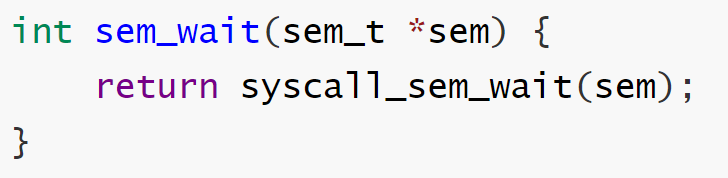 int sem_wait(sem_t *sem) {
    return syscall_sem_wait(sem);
}